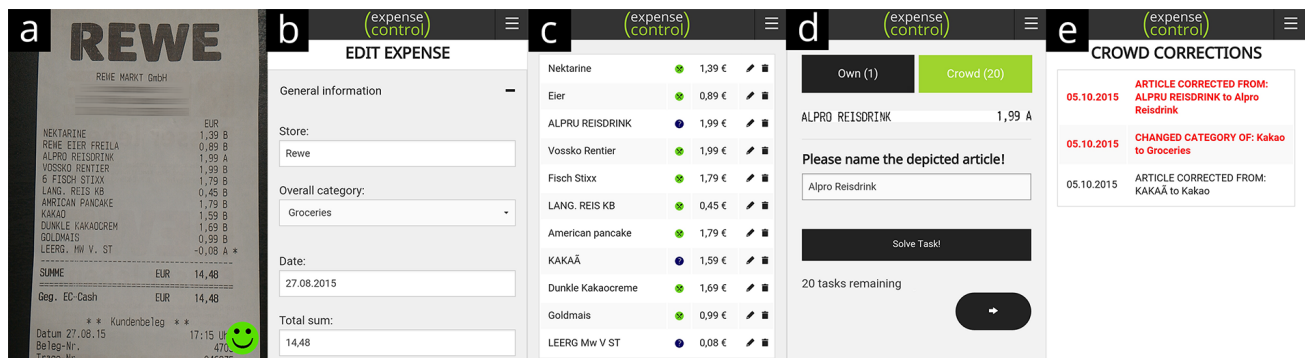 a
REWE
REWE MARKT GmbH
EUR
NEKTARINE 1,39 B
REWE EIER FREILA 0,89 B
ALPRO REISDRINK 1,99 A
VOSSKO RENTIER 1,99 B
6 FISCH STIXX 1,79 B
LANG. REIS KB 0,45 B
AMRICAN PANCAKE 1,79 B
KAKAO 1,59 B
DUNKLE KAKAOCREM 1,69 B
GOLDMAIS 0,99 B
LEERG. MW V. ST -0,08 A *
SUMME EUR 14,48
Geg. EC-Cash EUR 14,48
* * Kundenbeleg * *
Datum 27.08.15
17:15 Uh
Beleg-Nr. 470
b
(expense control)
EDIT EXPENSE
General information
Store:
Rewe
Overall category:
Groceries
Date:
27.08.2015
Total sum:
14,48
c
(expense control)
Nektarine 1,39 €
Eier 0,89 €
ALPRU REISDRINK ? 1,99 €
Vossko Rentier 1,99 €
Fisch Stixx 1,79 €
LANG. REIS KB 0,45 €
American pancake 1,79 €
KAKAÃ ? 1,59 €
Dunkle Kakaocreme 1,69 €
Goldmais 0,99 €
LEERG Mw V ST ? 0,08 €
d
(expense control)
Own (1) Crowd (20)
ALPRO REISDRINK 1,99 A
Please name the depicted article!
Alpro Reisdrink
Solve Task!
20 tasks remaining
e
(expense control)
CROWD CORRECTIONS
05.10.2015
ARTICLE CORRECTED FROM:
ALPRU REISDRINK to Alpro
Reisdrink
05.10.2015
CHANGED CATEGORY OF: Kakao
to Groceries
05.10.2015
ARTICLE CORRECTED FROM:
KAKAÃ to Kakao